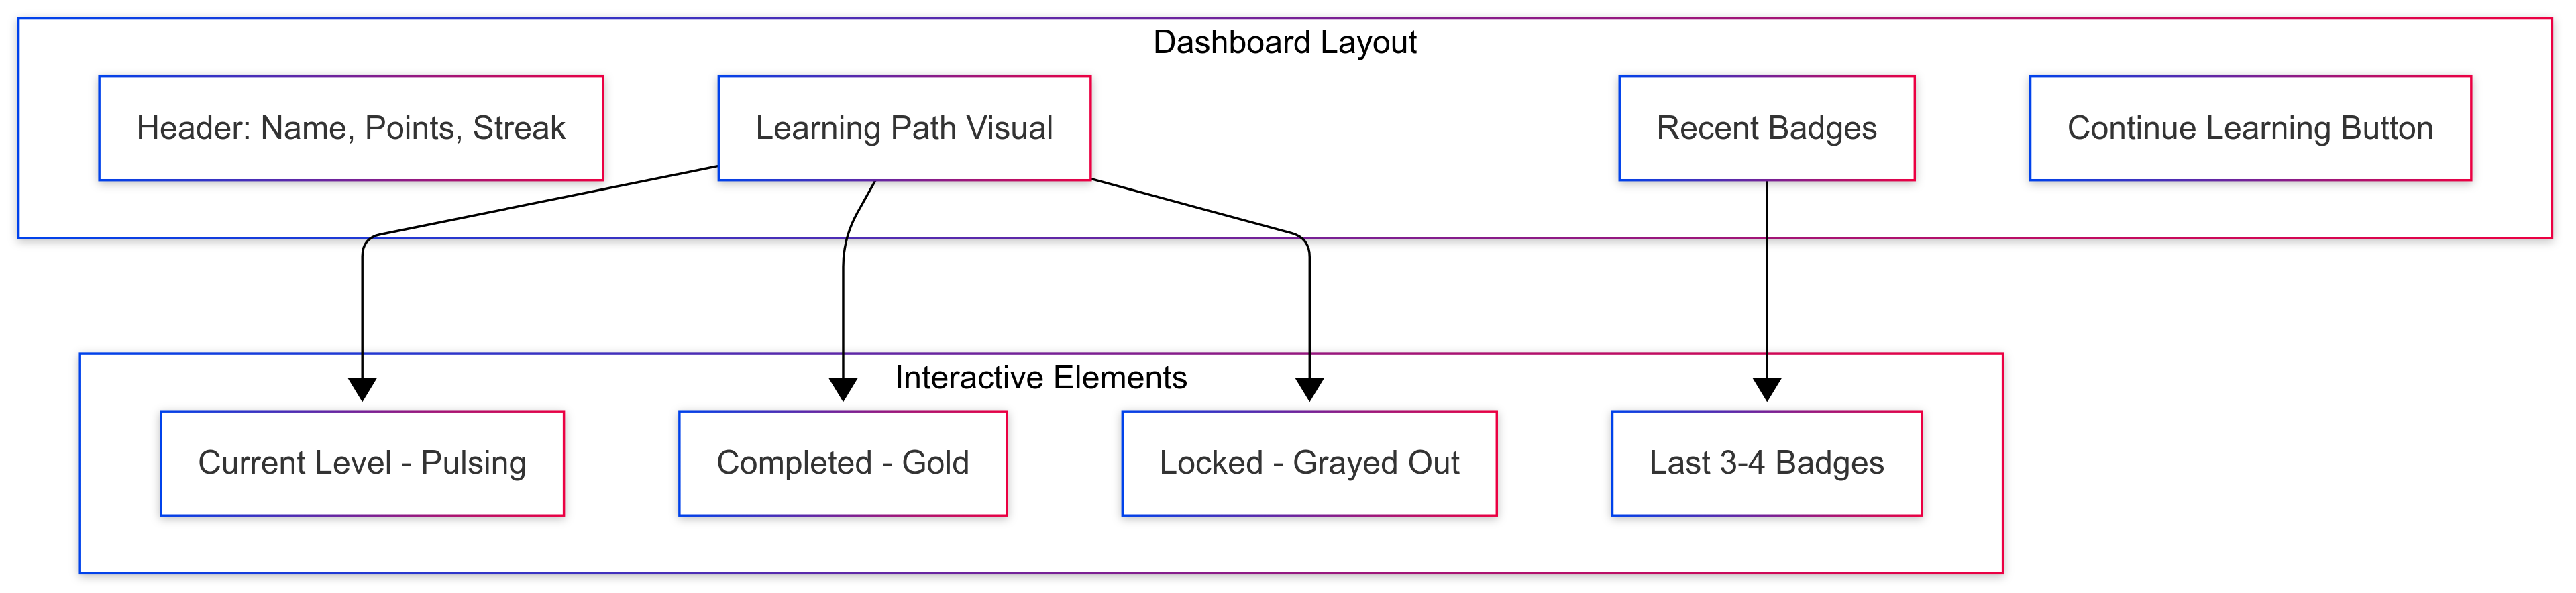 Dashboard Layout
Header: Name, Points, Streak
Learning Path Visual
Recent Badges
Continue Learning Button
Interactive Elements
Current Level - Pulsing
Completed - Gold
Locked - Grayed Out
Last 3-4 Badges